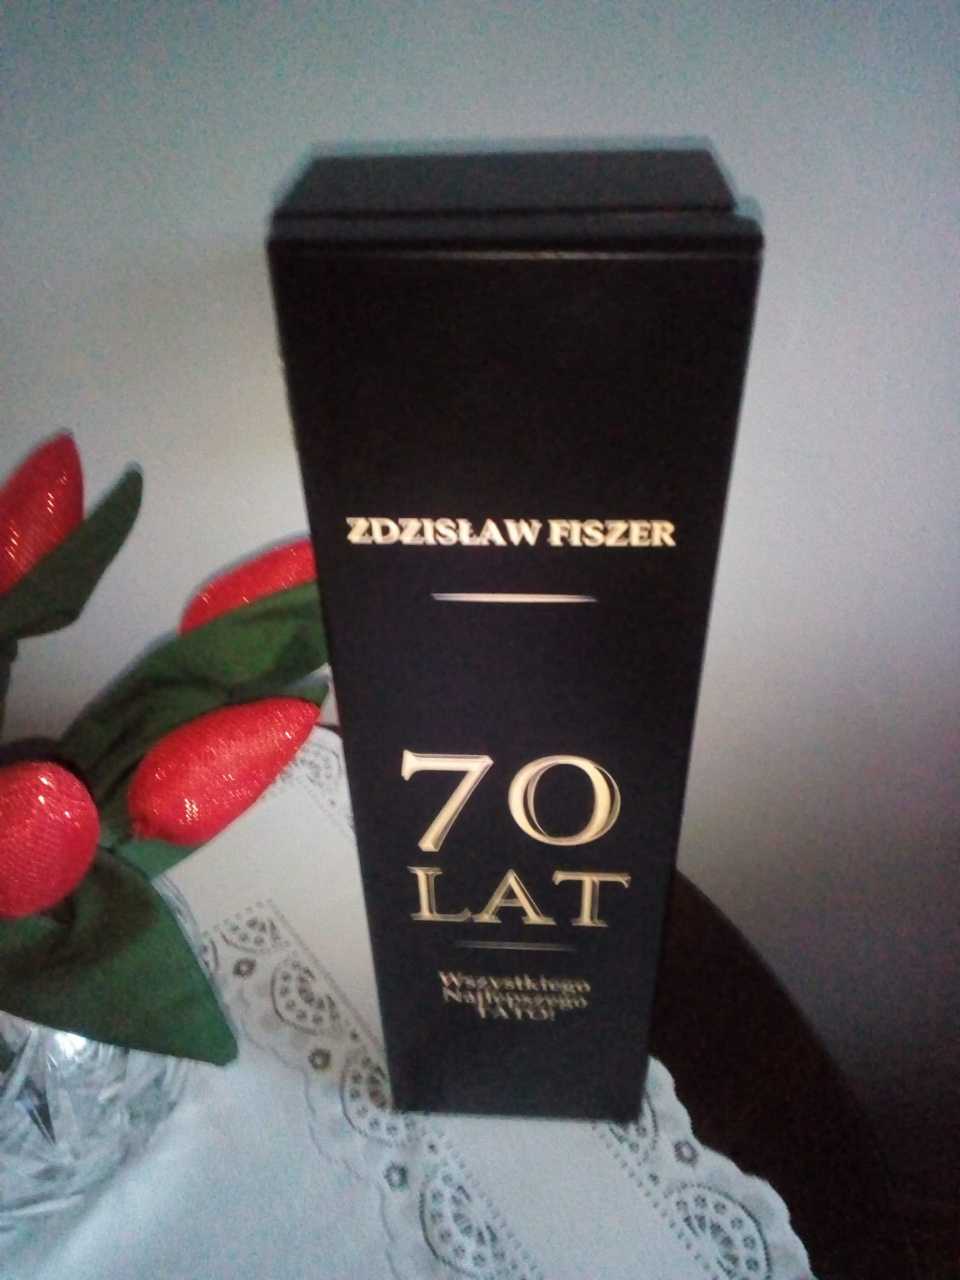 ZDZISŁAW FISZER
70
LAT
Wszystkiego
Najlepszego
TATO!